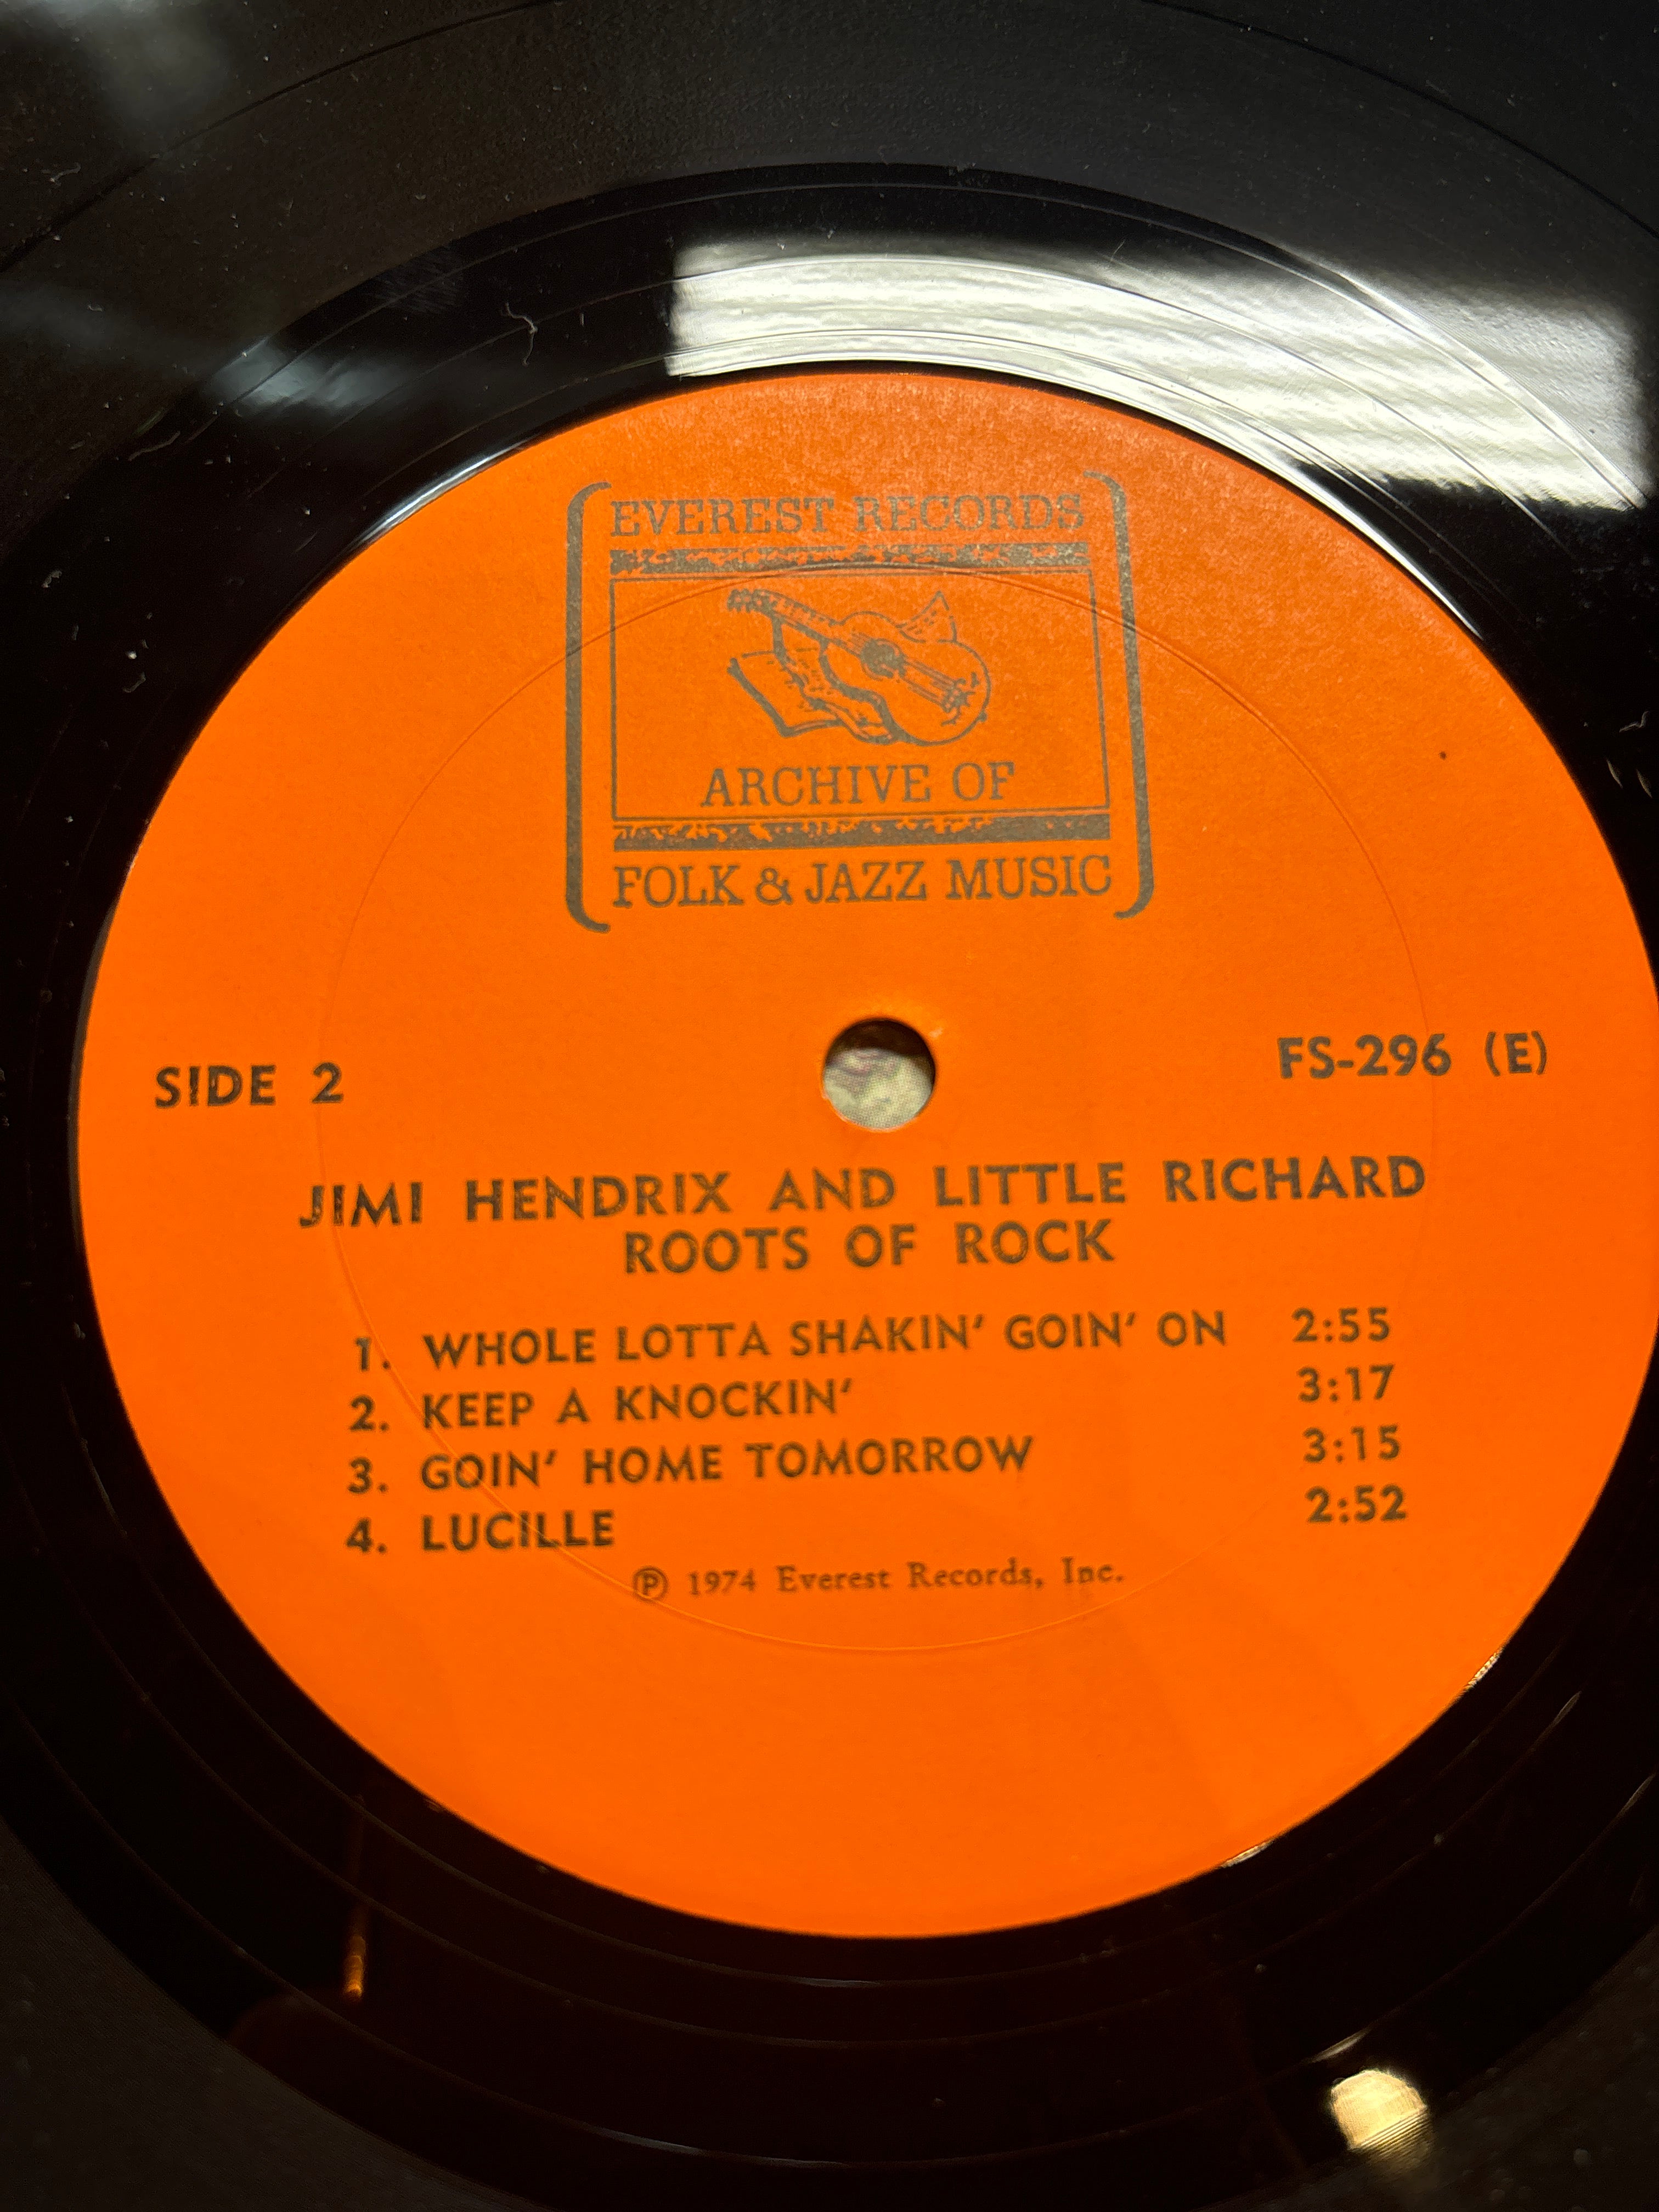 EVEREST RECORDS
ARCHIVE OF
FOLK & JAZZ MUSIC
SIDE 2
FS-296 (E)
JIMI HENDRIX AND LITTLE RICHARD
ROOTS OF ROCK
1. WHOLE LOTTA SHAKIN' GOIN' ON 2:55
2. KEEP A KNOCKIN' 3:17
3. GOIN' HOME TOMORROW 3:15
4. LUCILLE 2:52
℗ 1974 Everest Records, Inc.